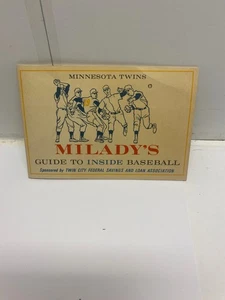 MINNESOTA TWINS
MILADY'S
GUIDE TO INSIDE BASEBALL
Sponsored by TWIN CITY FEDERAL SAVINGS AND LOAN ASSOCIATION